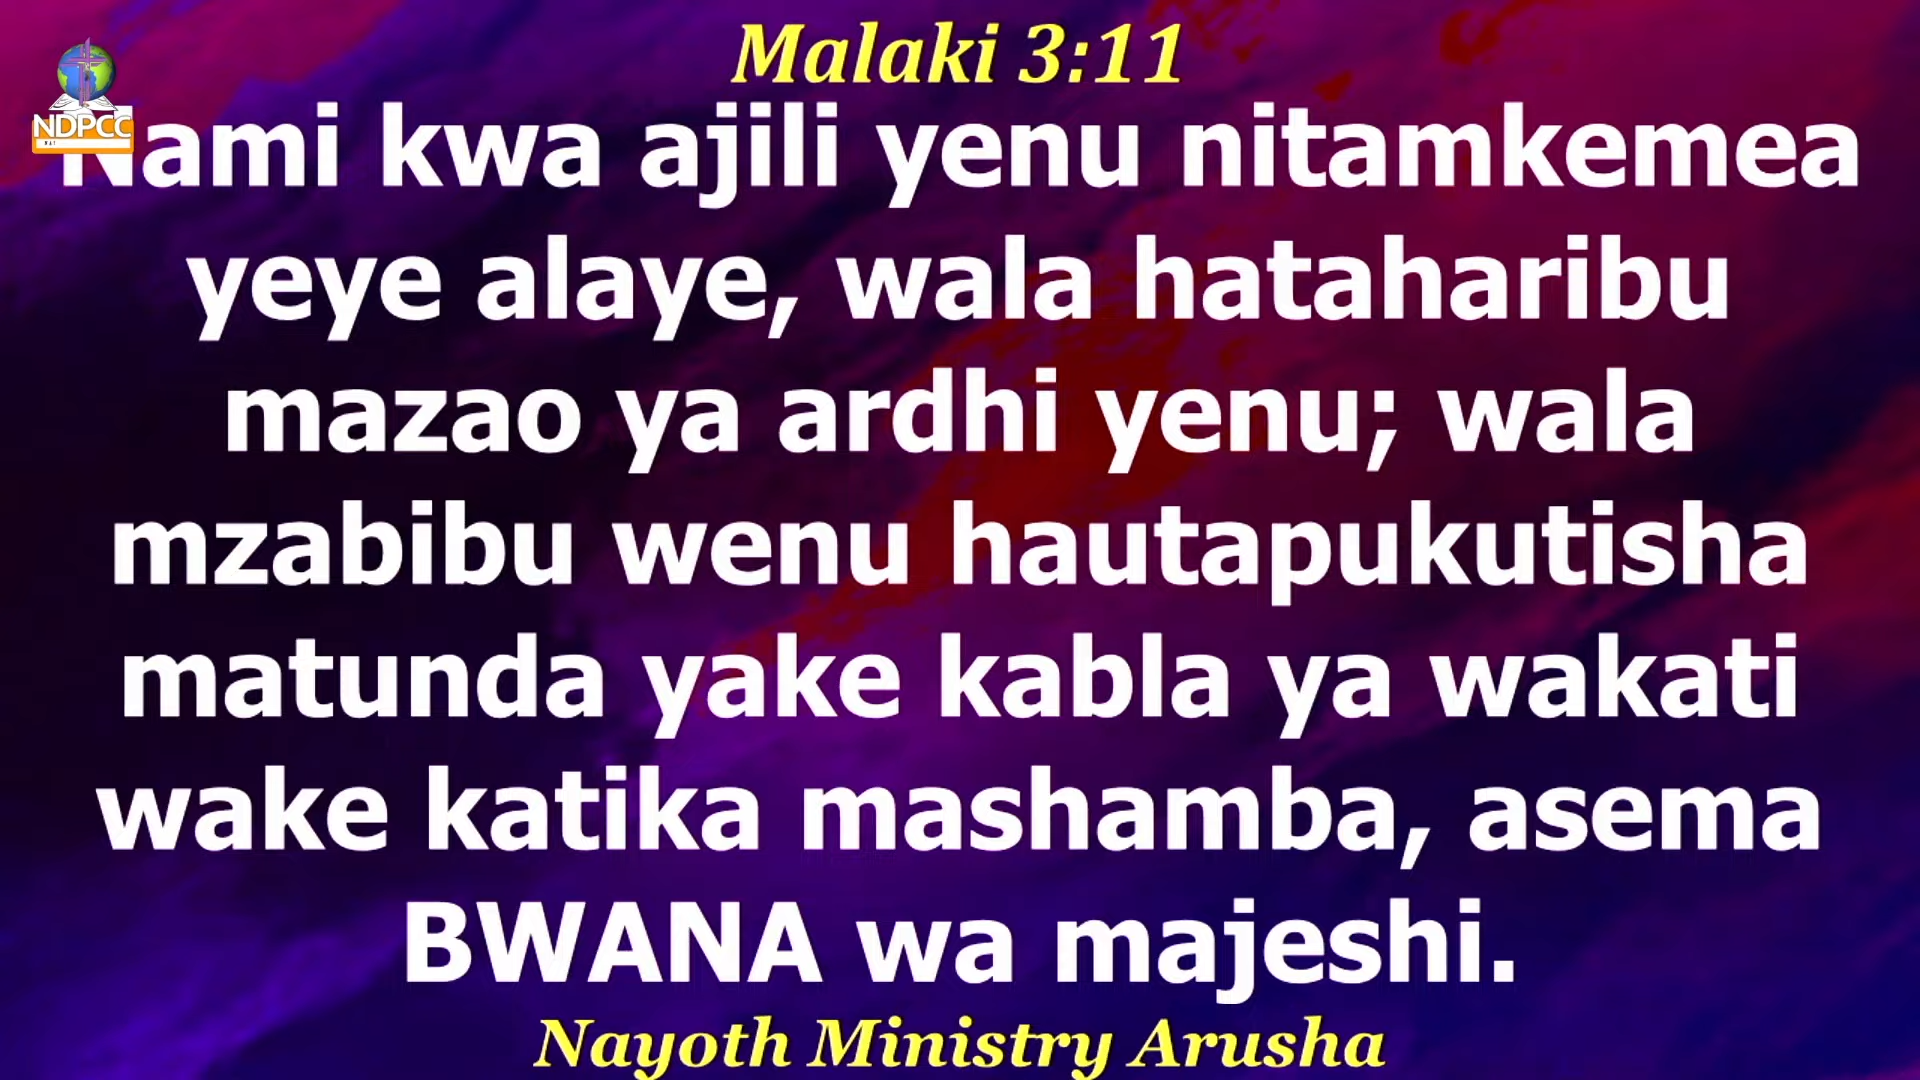 Malaki 3:11
NDPCC
Nami kwa ajili yenu nitamkemea
yeye alaye, wala hataharibu
mazao ya ardhi yenu; wala
mzabibu wenu hautapukutisha
matunda yake kabla ya wakati
wake katika mashamba, asema
BWANA wa majeshi.
Nayoth Ministry Arusha